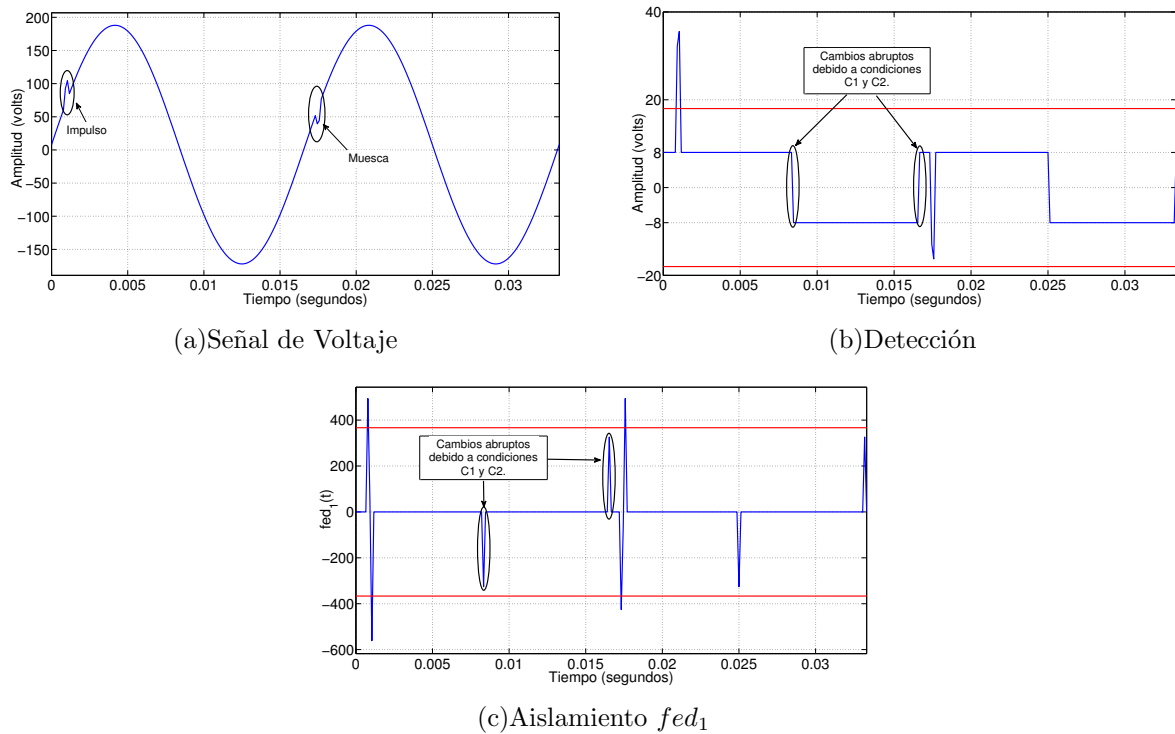 200
150
100
50
0
−50
−100
−150
Amplitud (volts)
Impulso
Muesca
0
0.005
0.01
0.015
0.02
0.025
0.03
Tiempo (segundos)
(a)Señal de Voltaje
40
20
8
0
−8
−20
Amplitud (volts)
Cambios abruptos
debido a condiciones
C1 y C2.
0
0.005
0.01
0.015
0.02
0.025
0.03
Tiempo (segundos)
(b)Detección
400
200
0
−200
−400
−600
fed₁(t)
Cambios abruptos
debido a condiciones
C1 y C2.
0
0.005
0.01
0.015
0.02
0.025
0.03
Tiempo (segundos)
(c)Aislamiento fed₁